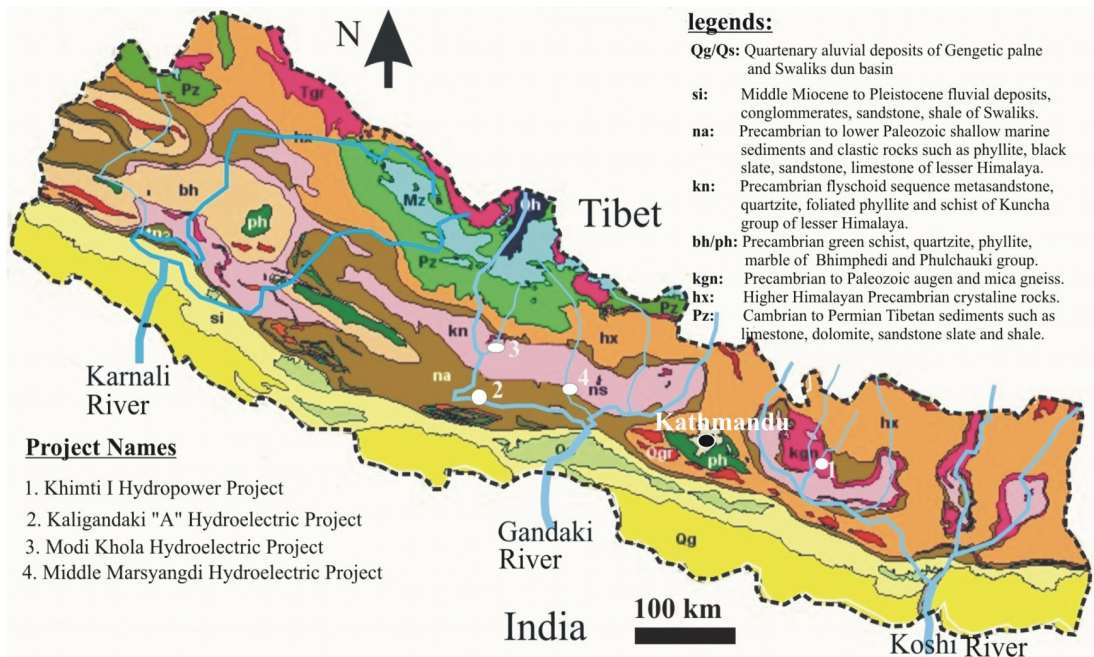 N
legends:
Qg/Qs: Quartenary aluvial deposits of Gengetic palne
and Swaliks dun basin
si: Middle Miocene to Pleistocene fluvial deposits,
conglommerates, sandstone, shale of Swaliks.
na: Precambrian to lower Paleozoic shallow marine
sediments and clastic rocks such as phyllite, black
slate, sandstone, limestone of lesser Himalaya.
kn: Precambrian flyschoid sequence metasandstone,
quartzite, foliated phyllite and schist of Kuncha
group of lesser Himalaya.
bh/ph: Precambrian green schist, quartzite, phyllite,
marble of Bhimphedi and Phulchauki group.
kgn: Precambrian to Paleozoic augen and mica gneiss.
hx: Higher Himalayan Precambrian crystaline rocks.
Pz: Cambrian to Permian Tibetan sediments such as
limestone, dolomite, sandstone slate and shale.
Pz
Tgr
hx
bh
Mz
ph
Tibet
Pz
Pz
si
kn
hx
3
na
4
ns
2
Karnali
River
Kathmandu
hx
kgn
1
Ogr
ph
Project Names
1. Khimti I Hydropower Project
2. Kaligandaki "A" Hydroelectric Project
3. Modi Khola Hydroelectric Project
4. Middle Marsyangdi Hydroelectric Project
Gandaki
River
Qg
India
100 km
Koshi River